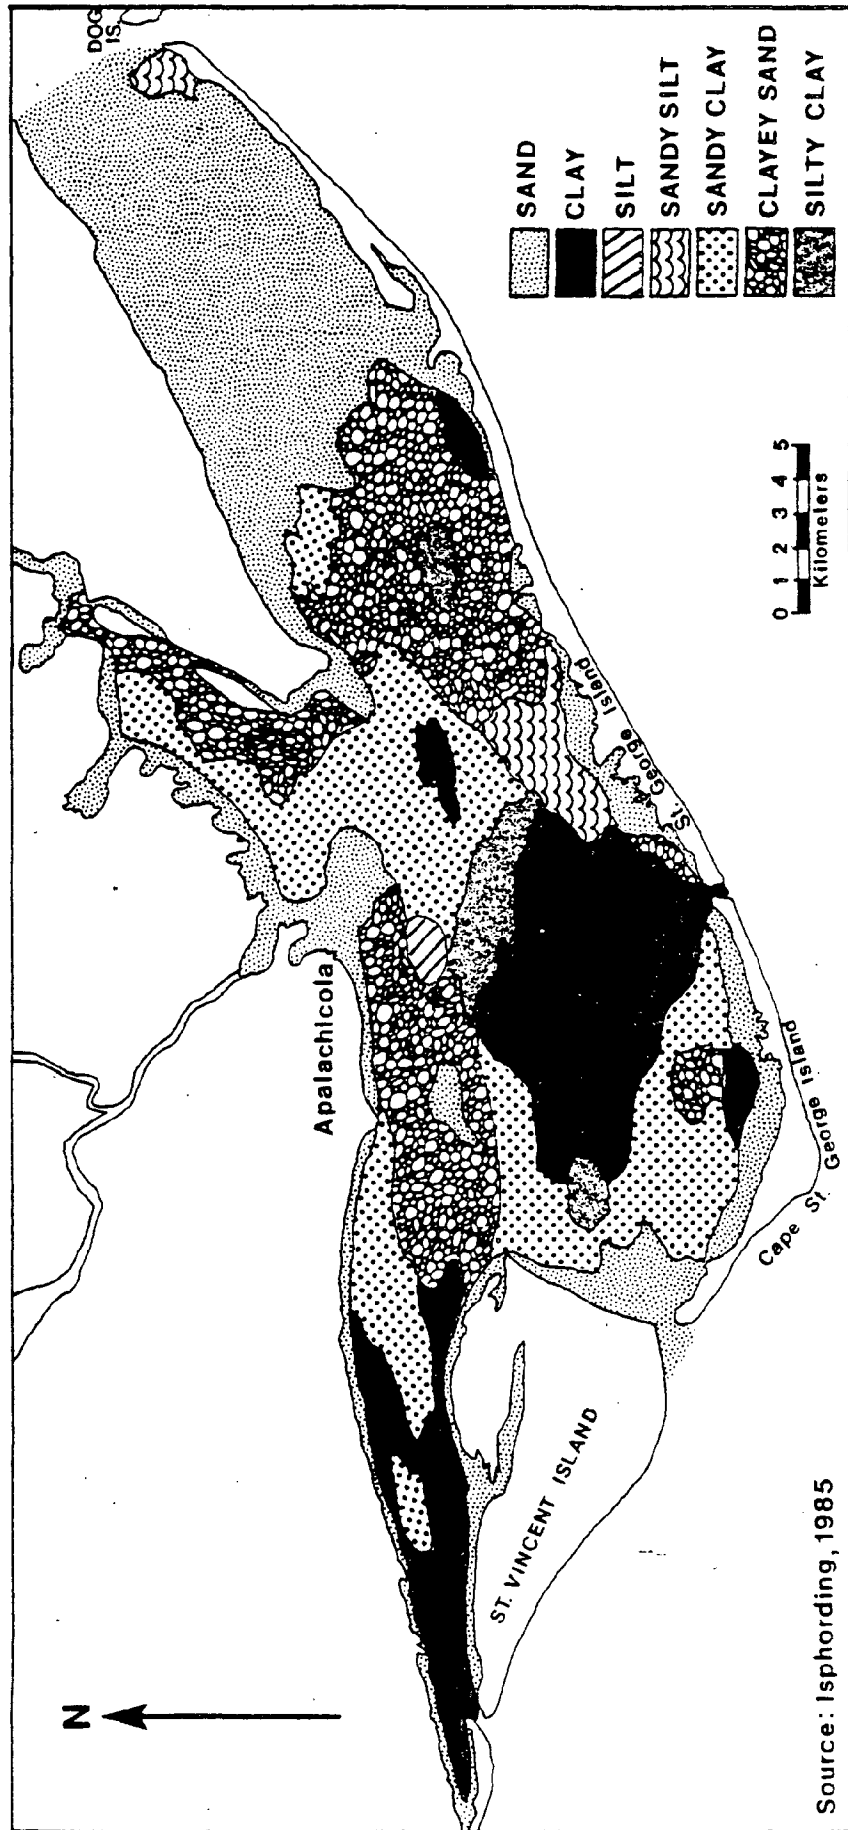 N
DOG
IS.
Apalachicola
ST. VINCENT ISLAND
St. George Island
Cape St. George Island
SAND
CLAY
SILT
SANDY SILT
SANDY CLAY
CLAYEY SAND
SILTY CLAY
0 1 2 3 4 5
Kilometers
Source: Isphording, 1985